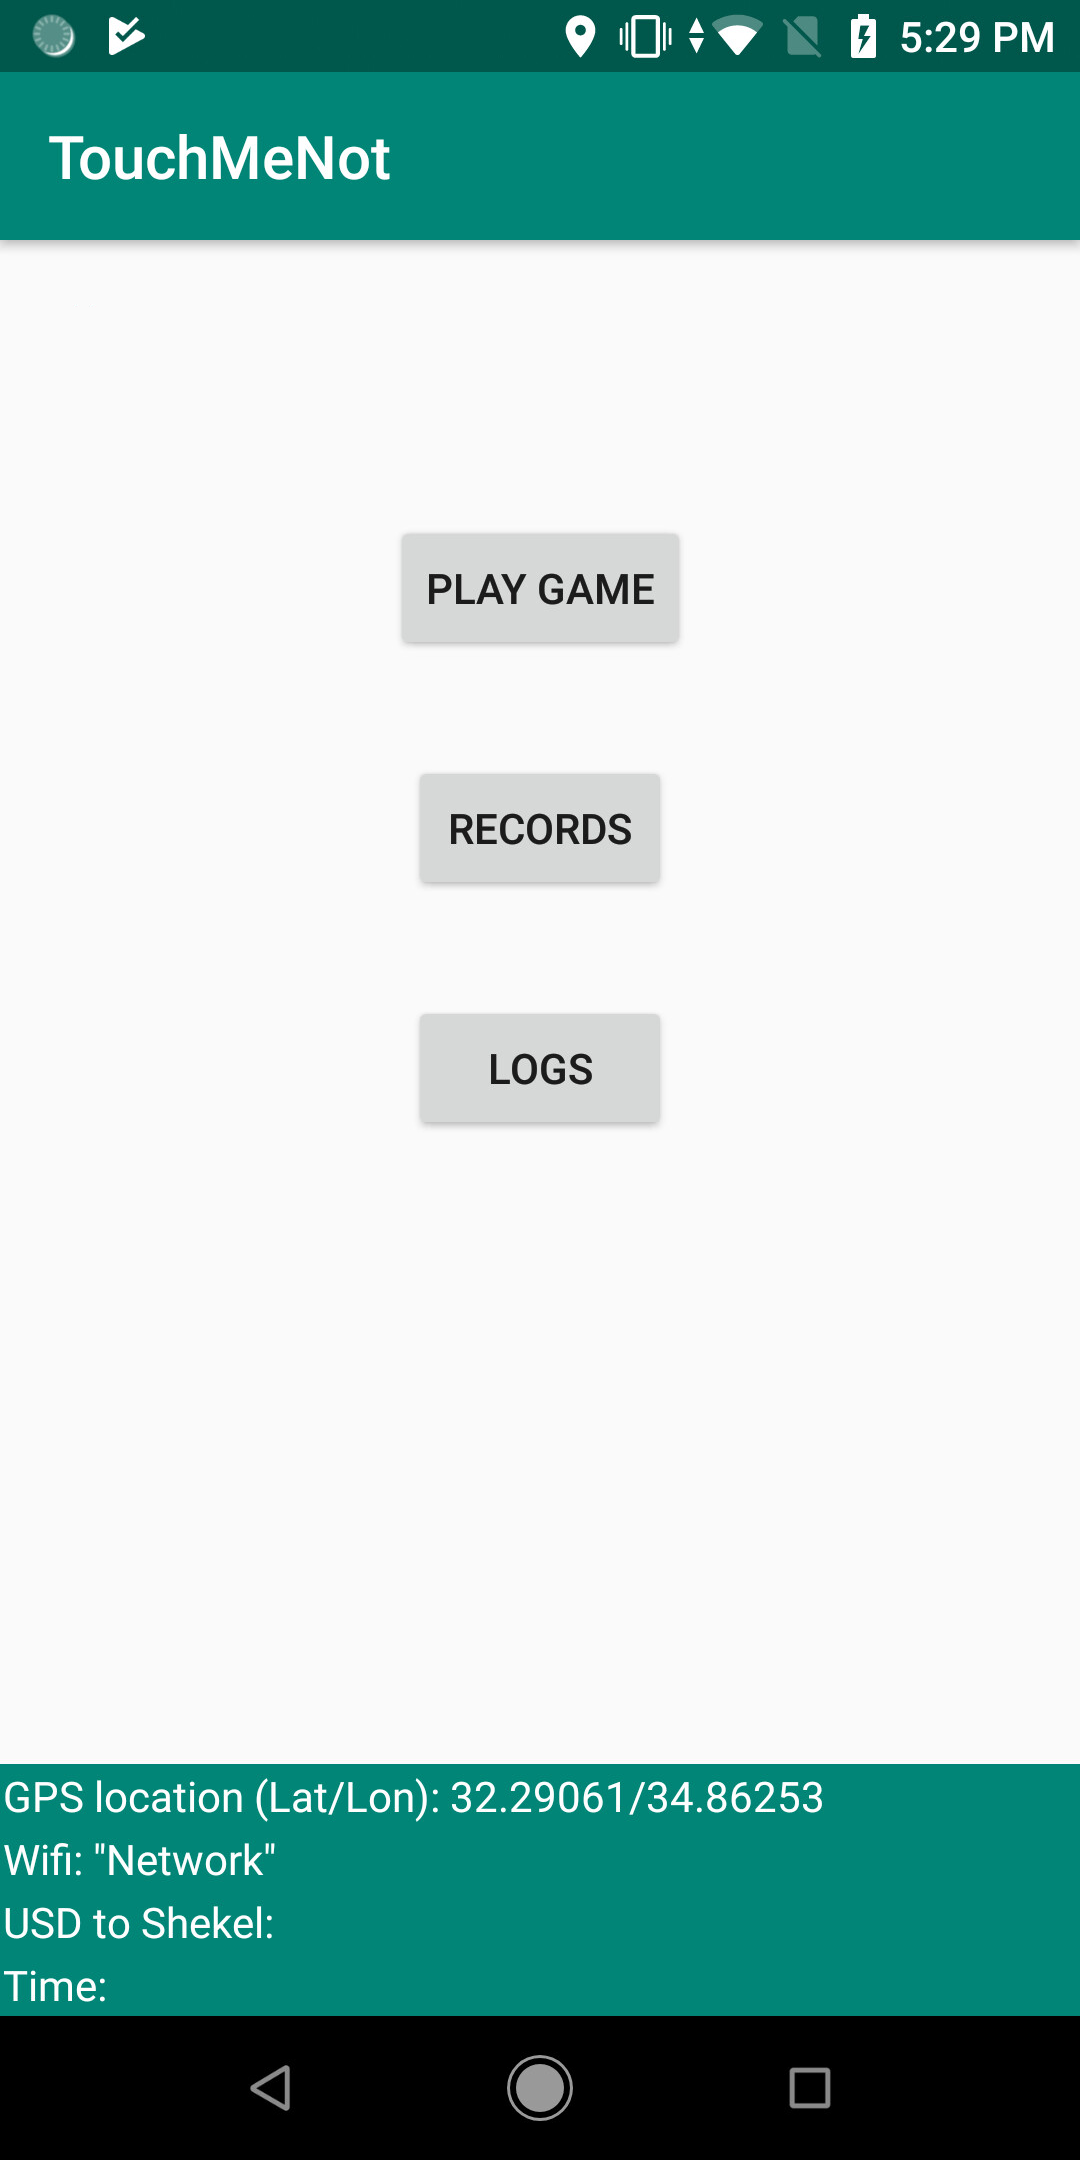 5:29 PM
TouchMeNot
PLAY GAME
RECORDS
LOGS
GPS location (Lat/Lon): 32.29061/34.86253
Wifi: "Network"
USD to Shekel:
Time: